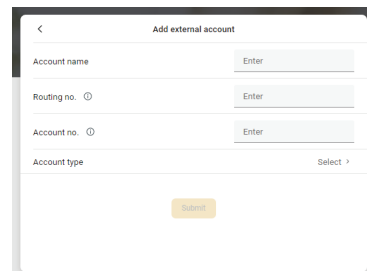 Add external account
Account name Enter
Routing no. Enter
Account no. Enter
Account type Select >
Submit